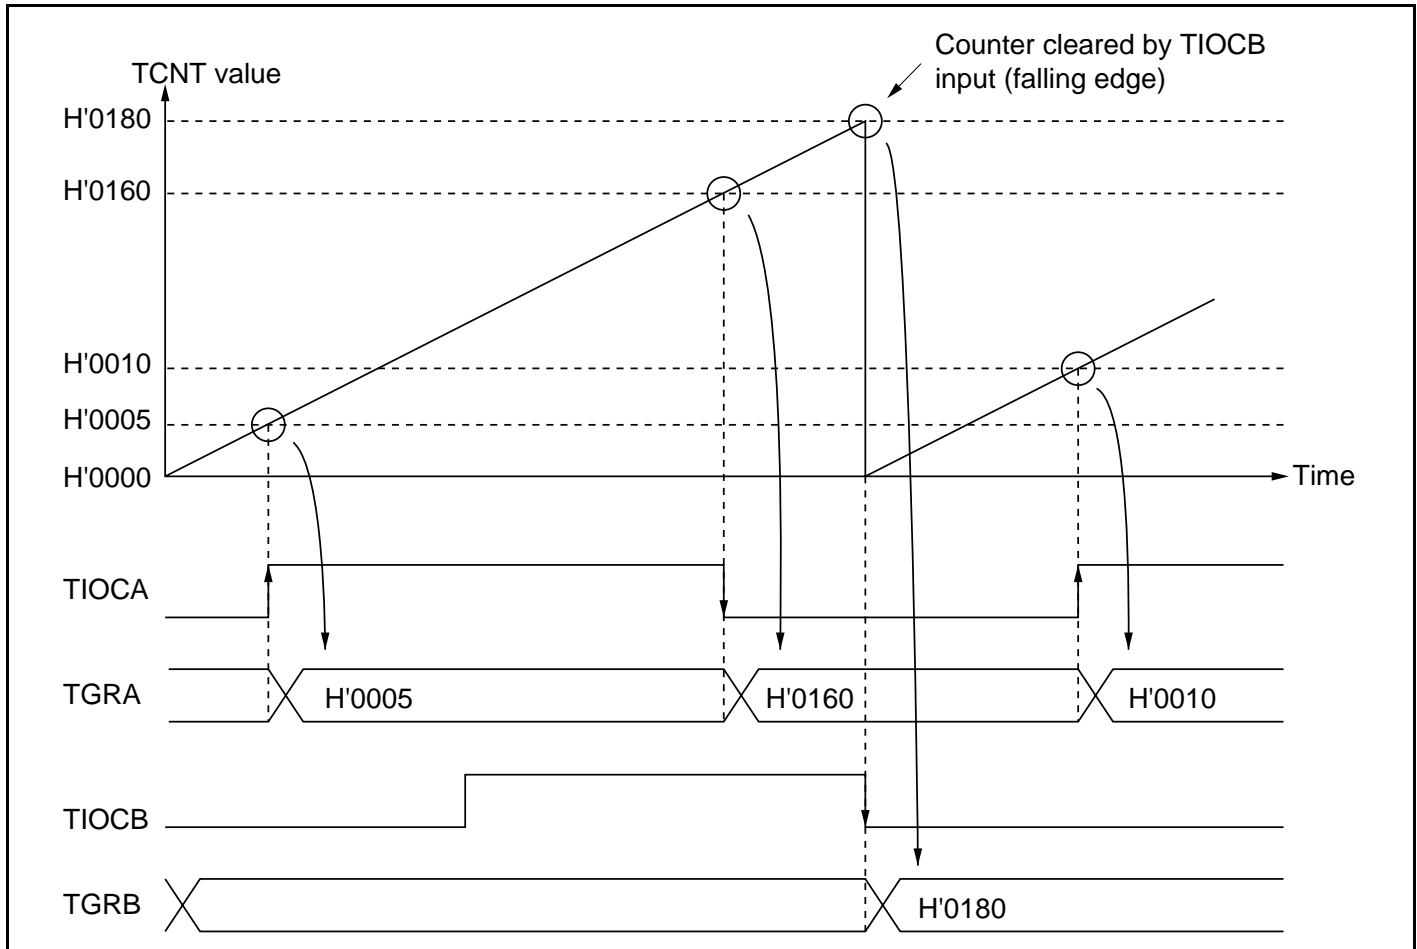 Counter cleared by TIOCB
input (falling edge)
TCNT value
H'0180
H'0160
H'0010
H'0005
H'0000
Time
TIOCA
TGRA
H'0005
H'0160
H'0010
TIOCB
TGRB
H'0180